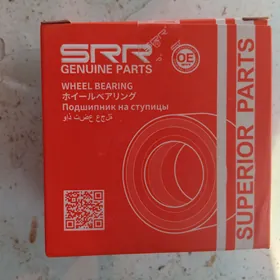 SRR
GENUINE PARTS
OE
WHEEL BEARING
ホイールベアリング
Подшипник на ступицы
SUPERIOR PARTS